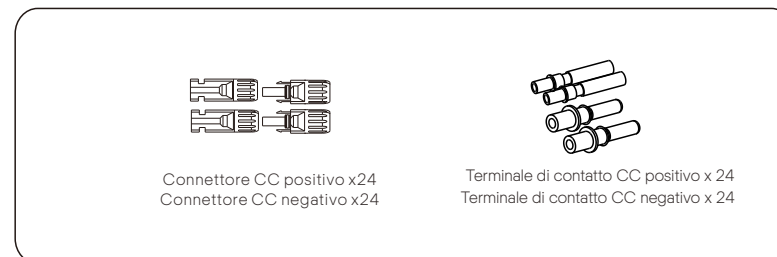 Connettore CC positivo x24
Connettore CC negativo x24
Terminale di contatto CC positivo x 24
Terminale di contatto CC negativo x 24